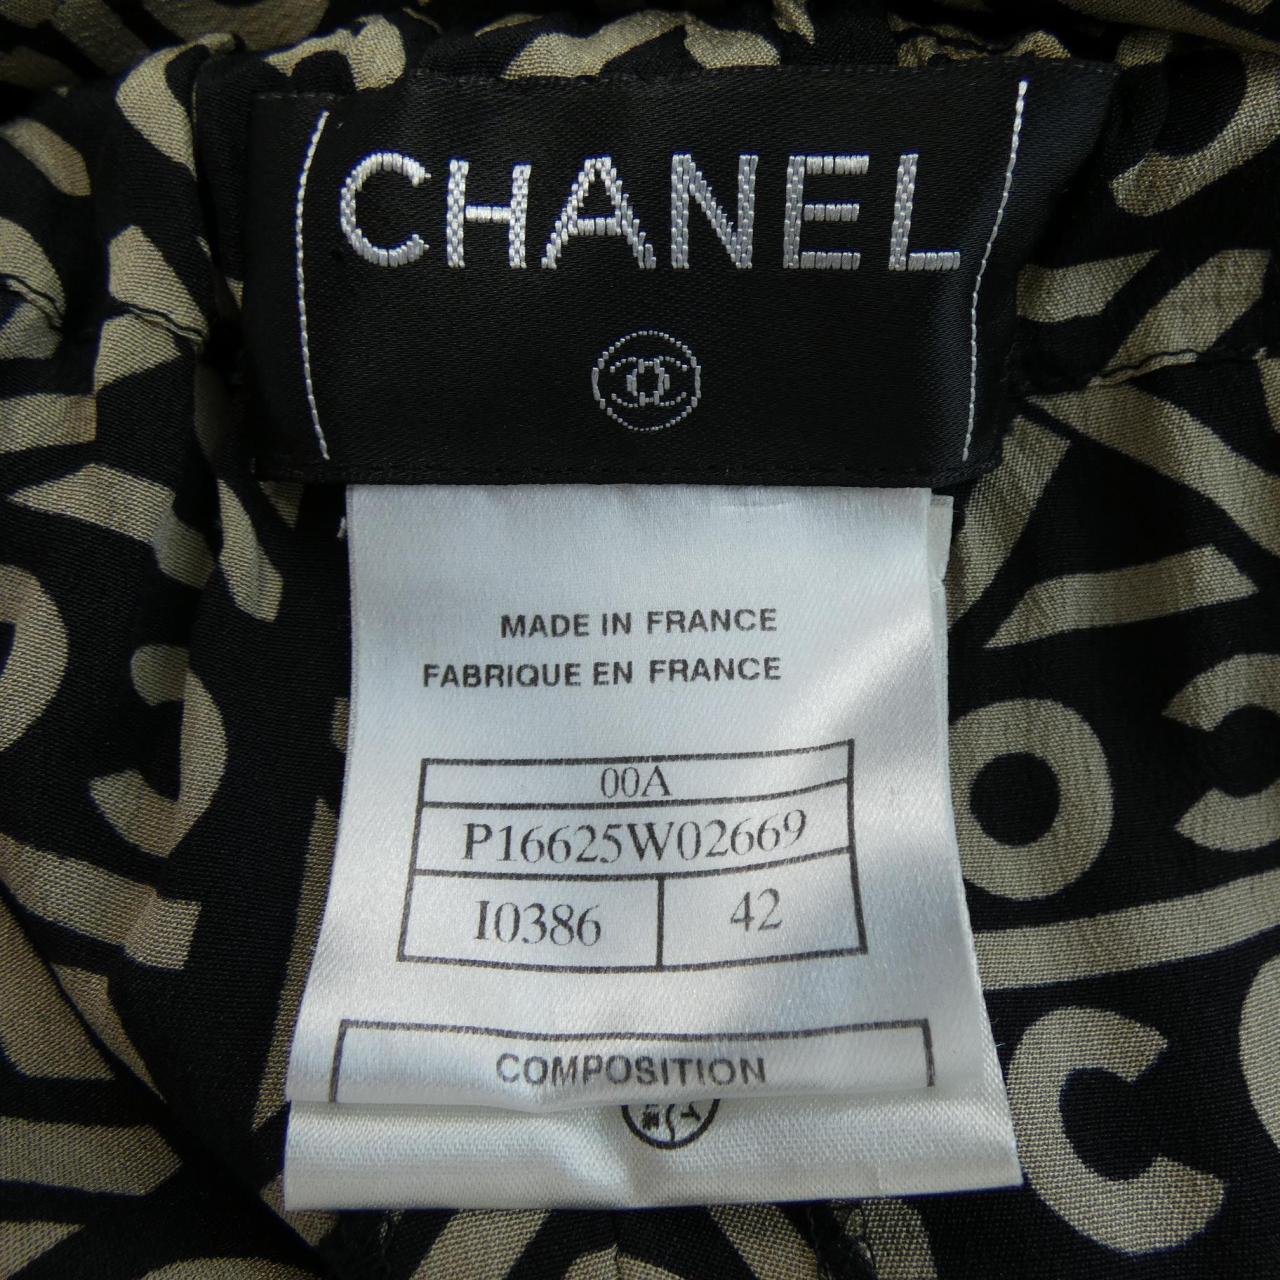 CHANEL
MADE IN FRANCE
FABRIQUE EN FRANCE
00A
P16625W02669
I0386 42
COMPOSITION